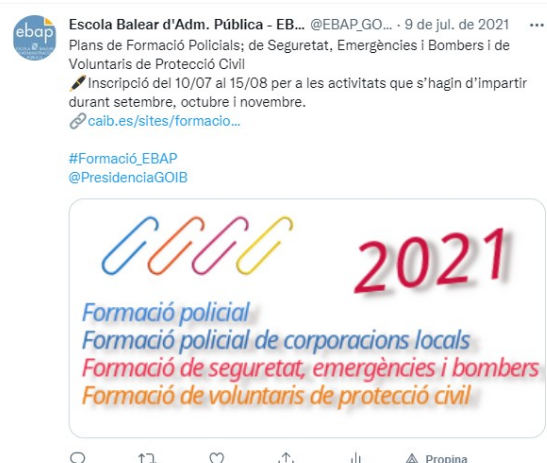 ebap
Escola Balear d'Adm. Pública - EB... @EBAP_GO... · 9 de jul. de 2021 ...
Plans de Formació Policials; de Seguretat, Emergències i Bombers i de
Voluntaris de Protecció Civil
🖋️Inscripció del 10/07 al 15/08 per a les activitats que s'hagin d'impartir
durant setembre, octubre i novembre.
🔗caib.es/sites/formacio...
#Formació_EBAP
@PresidenciaGOIB
2021
Formació policial
Formació policial de corporacions locals
Formació de seguretat, emergències i bombers
Formació de voluntaris de protecció civil
Propina